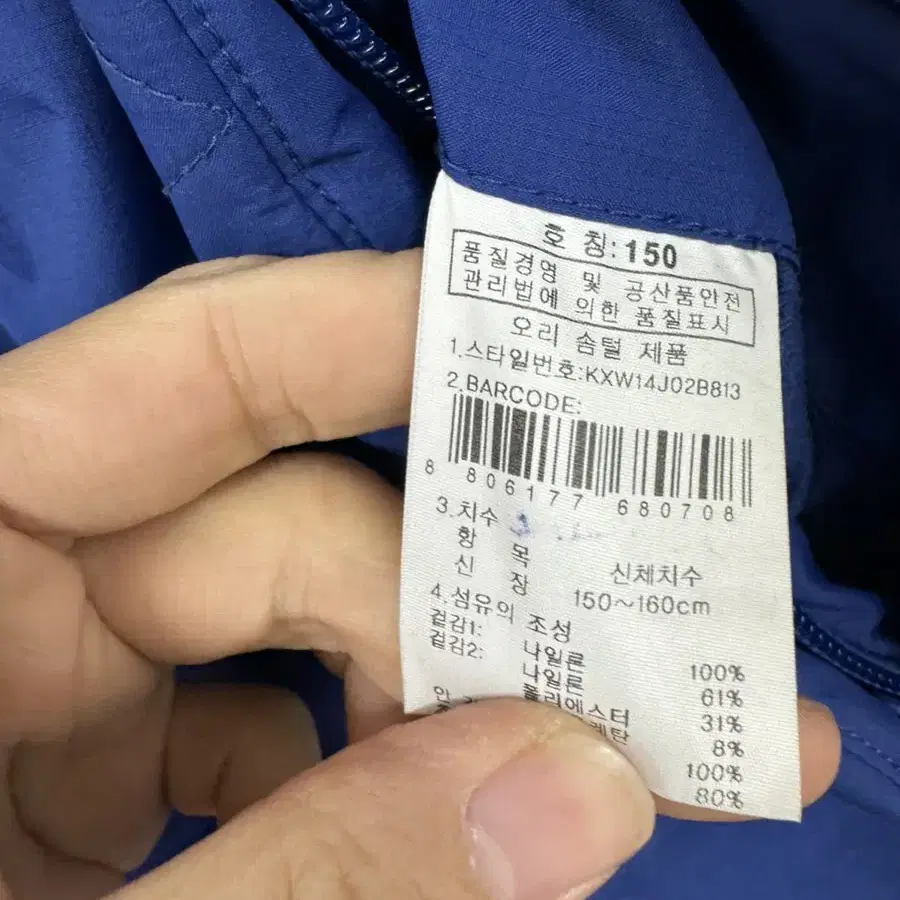 호 칭:150
품질경영 및 공산품안전
관리법에 의한 품질표시
오리 솜털 제품
1.스타일번호:KXW14J02B813
2.BARCODE:
8 806177 680708
3.치수
항 목 신체치수
신 장 150~160cm
4.섬유의 조성
겉감1: 나일론 100%
겉감2: 나일론 61%
폴리에스터 31%
8%
100%
80%